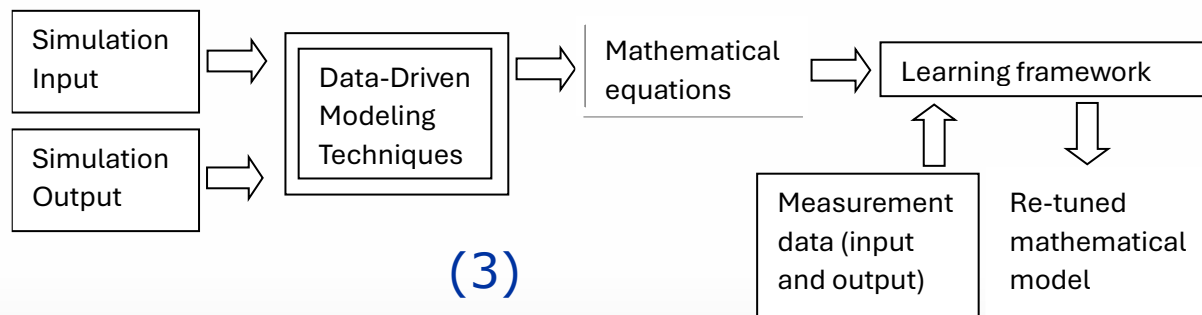 Simulation
Input
Simulation
Output
Data-Driven
Modeling
Techniques
Mathematical
equations
Learning framework
Measurement
data (input
and output)
Re-tuned
mathematical
model
(3)